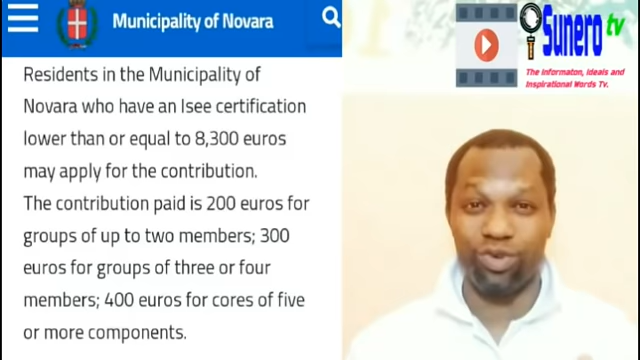 Municipality of Novara
Residents in the Municipality of
Novara who have an Isee certification
lower than or equal to 8,300 euros
may apply for the contribution.
The contribution paid is 200 euros for
groups of up to two members; 300
euros for groups of three or four
members; 400 euros for cores of five
or more components.
Sunero tv
The Informaton, Ideals and
Inspirational Words Tv.